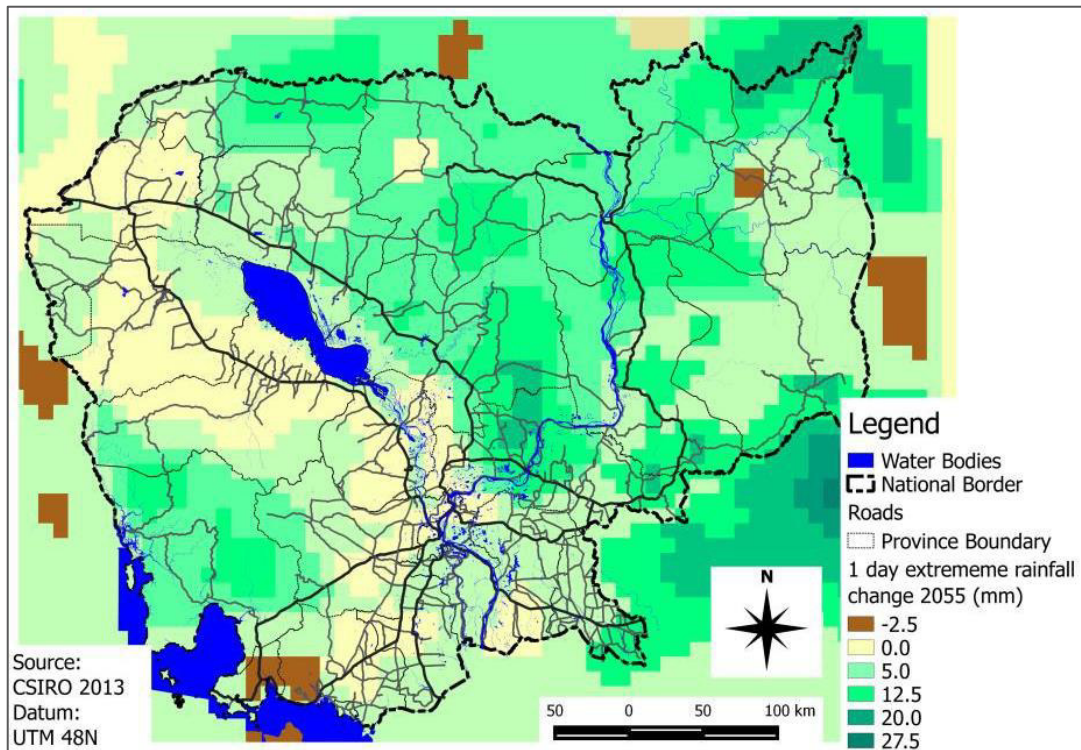 Legend
Water Bodies
National Border
Roads
Province Boundary
1 day extrememe rainfall
change 2055 (mm)
-2.5
0.0
5.0
12.5
20.0
27.5
N
50 0 50 100 km
Source:
CSIRO 2013
Datum:
UTM 48N